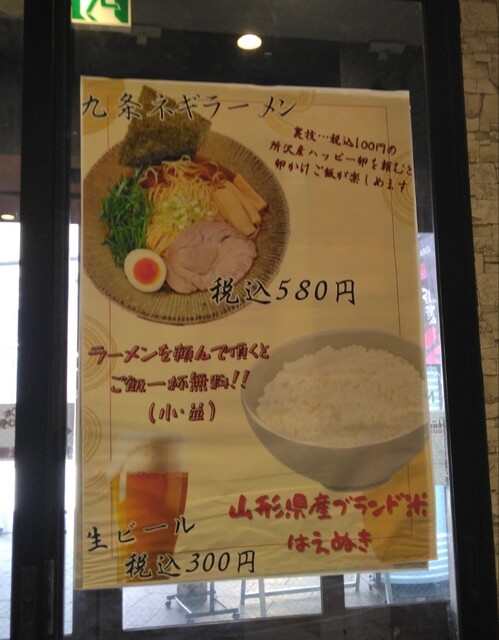 九条ネギラーメン
裏技…税込100円の
所沢産ハッピー卵を頼むと
卵かけご飯が楽しめます
税込580円
ラーメンを頼んで頂くと
ご飯一杯無料!!
(小・並)
山形県産ブランド米
はえぬき
生ビール
税込300円